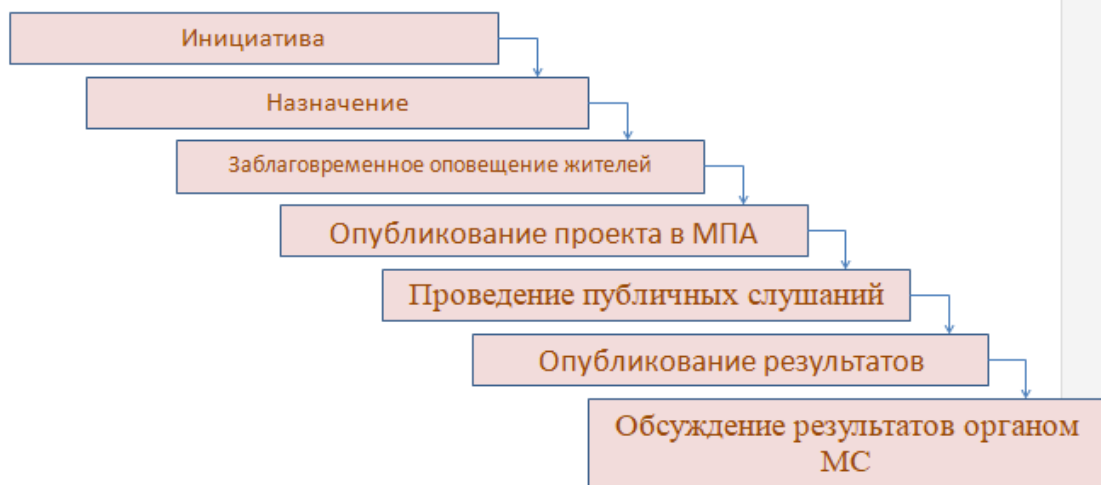 Инициатива
Назначение
Заблаговременное оповещение жителей
Опубликование проекта в МПА
Проведение публичных слушаний
Опубликование результатов
Обсуждение результатов органом
МС